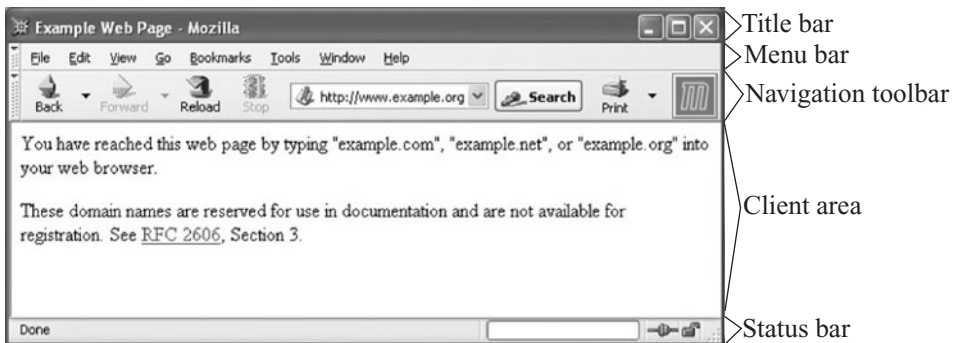 Example Web Page - Mozilla
Title bar
File Edit View Go Bookmarks Tools Window Help
Menu bar
Back Forward Reload Stop http://www.example.org Search Print
Navigation toolbar
You have reached this web page by typing "example.com", "example.net", or "example.org" into
your web browser.
These domain names are reserved for use in documentation and are not available for
registration. See RFC 2606, Section 3.
Client area
Done
Status bar